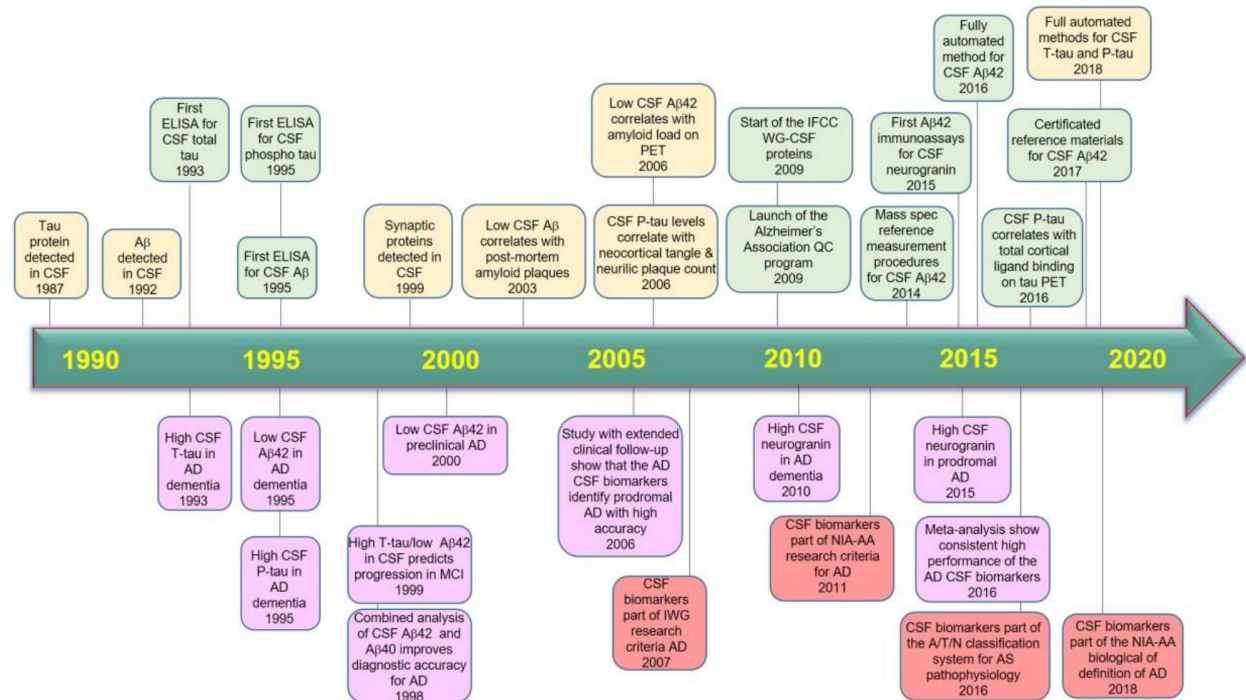 Fully
automated
method for
CSF Aβ42
2016
Full automated
methods for CSF
T-tau and P-tau
2018
First
ELISA for
CSF total
tau
1993
First ELISA
for CSF
phospho tau
1995
Low CSF Aβ42
correlates with
amyloid load on
PET
2006
Start of the IFCC
WG-CSF
proteins
2009
First Aβ42
immunoassays
for CSF
neurogranin
2015
Certificated
reference materials
for CSF Aβ42
2017
Tau
protein
detected
in CSF
1987
Aβ
detected
in CSF
1992
First ELISA
for CSF Aβ
1995
Synaptic
proteins
detected in
CSF
1999
Low CSF Aβ
correlates with
post-mortem
amyloid plaques
2003
CSF P-tau levels
correlate with
neocortical tangle &
neurilic plaque count
2006
Launch of the
Alzheimer's
Association QC
program
2009
Mass spec
reference
measurement
procedures
for CSF Aβ42
2014
CSF P-tau
correlates with
total cortical
ligand binding
on tau PET
2016
1990 1995 2000 2005 2010 2015 2020
High CSF
T-tau in
AD
dementia
1993
Low CSF
Aβ42 in
AD
dementia
1995
Low CSF Aβ42 in
preclinical AD
2000
Study with extended
clinical follow-up
show that the AD
CSF biomarkers
identify prodromal
AD with high
accuracy
2006
High CSF
neurogranin
in AD
dementia
2010
High CSF
neurogranin
in prodromal
AD
2015
High CSF
P-tau in
AD
dementia
1995
High T-tau/low Aβ42
in CSF predicts
progression in MCI
1999
CSF
biomarkers
part of IWG
research
criteria AD
2007
CSF biomarkers
part of NIA-AA
research criteria
for AD
2011
Meta-analysis show
consistent high
performance of the
AD CSF biomarkers
2016
Combined analysis
of CSF Aβ42 and
Aβ40 improves
diagnostic accuracy
for AD
1998
CSF biomarkers part of
the A/T/N classification
system for AS
pathophysiology
2016
CSF biomarkers
part of the NIA-AA
biological of
definition of AD
2018